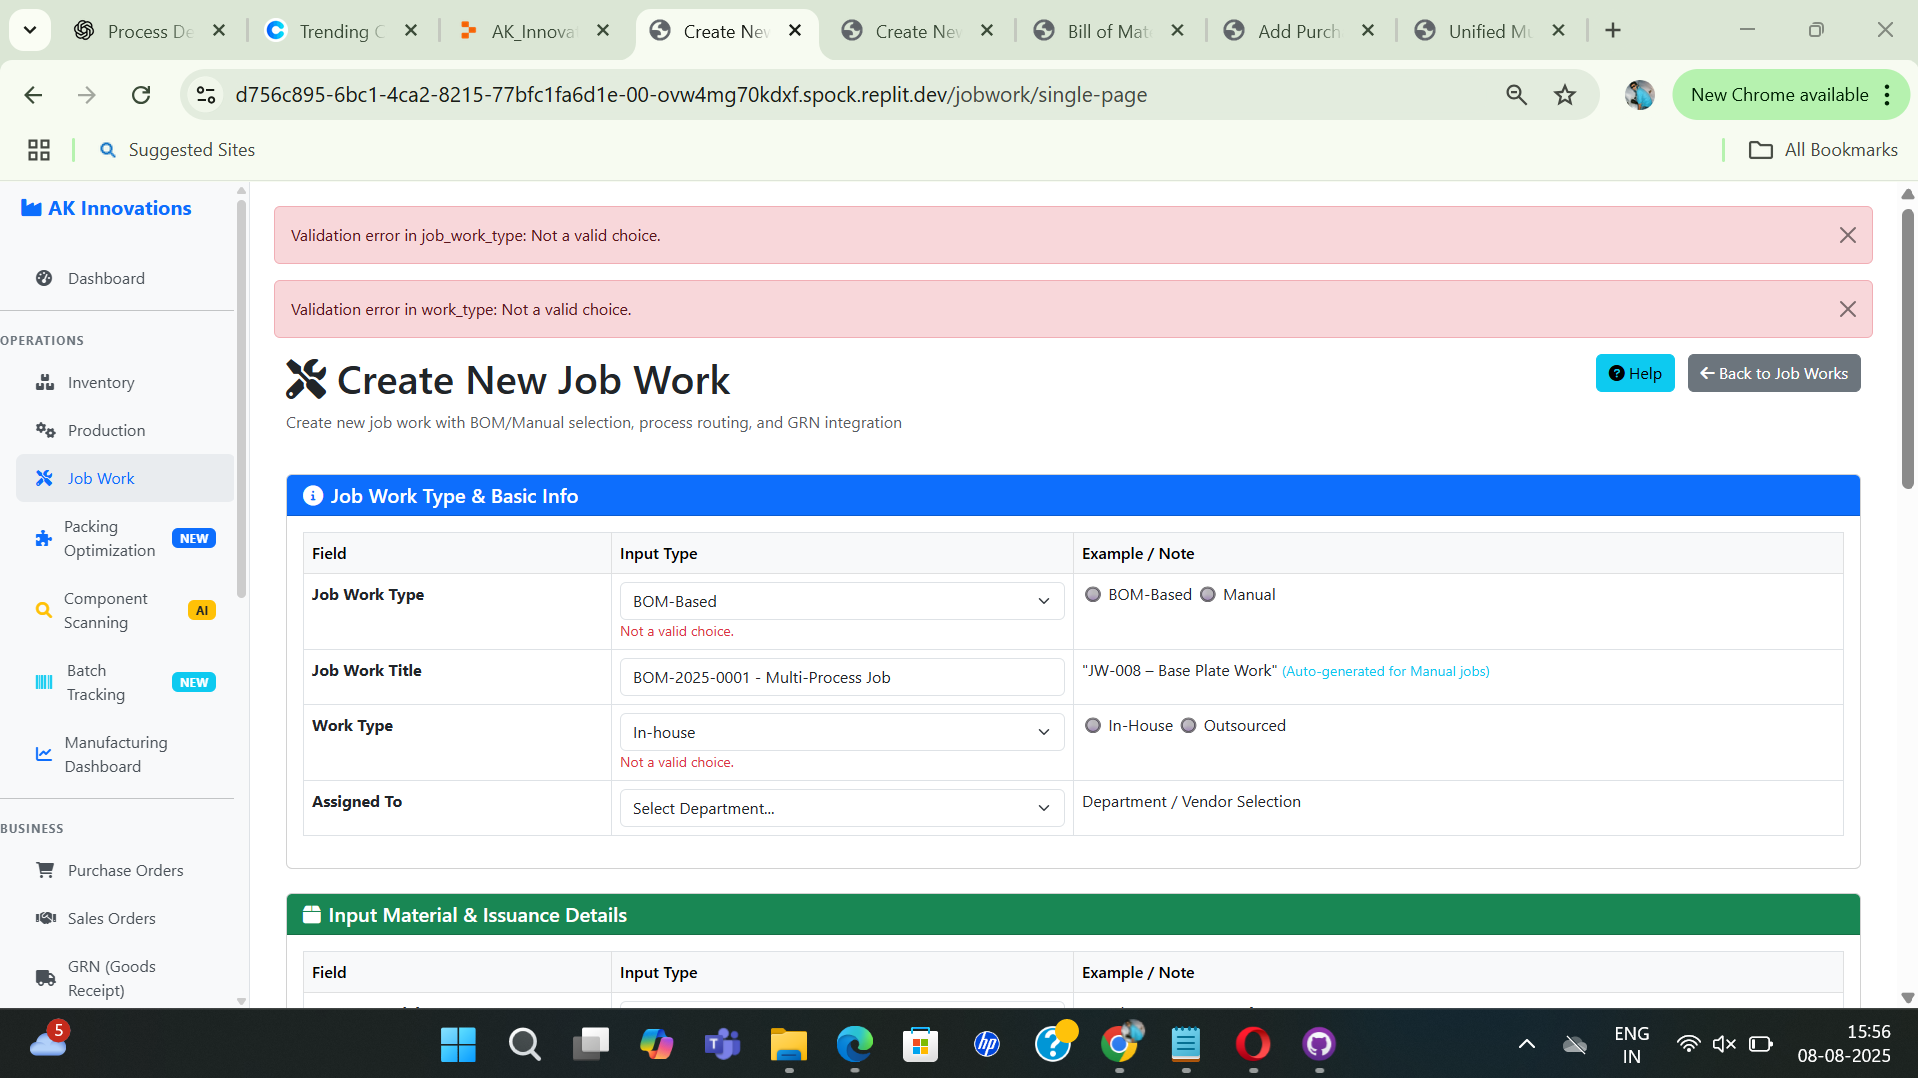 Process De
Trending C
AK_Innova
Create New
Create New
Bill of Mate
Add Purch
Unified Mu
d756c895-6bc1-4ca2-8215-77bfc1fa6d1e-00-ovw4mg70kdxf.spock.replit.dev/jobwork/single-page
New Chrome available
Suggested Sites
All Bookmarks
AK Innovations
Dashboard
OPERATIONS
Inventory
Production
Job Work
Packing
Optimization
NEW
Component
Scanning
AI
Batch
Tracking
NEW
Manufacturing
Dashboard
BUSINESS
Purchase Orders
Sales Orders
GRN (Goods
Receipt)
Validation error in job_work_type: Not a valid choice.
Validation error in work_type: Not a valid choice.
Create New Job Work
Help
Back to Job Works
Create new job work with BOM/Manual selection, process routing, and GRN integration
Job Work Type & Basic Info
Field
Input Type
Example / Note
Job Work Type
BOM-Based
Not a valid choice.
BOM-Based
Manual
Job Work Title
BOM-2025-0001 - Multi-Process Job
"JW-008 – Base Plate Work" (Auto-generated for Manual jobs)
Work Type
In-house
Not a valid choice.
In-House
Outsourced
Assigned To
Select Department...
Department / Vendor Selection
Input Material & Issuance Details
Field
Input Type
Example / Note
5
hp
ENG
IN
15:56
08-08-2025